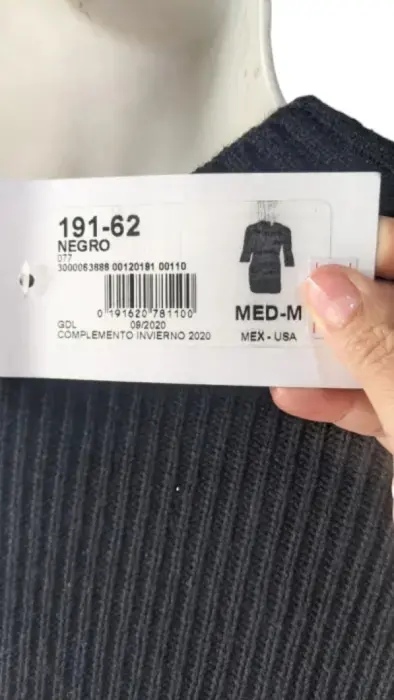 191-62
NEGRO
077
3000063888 00120191 00110
0 191620 781100
GDL 09/2020
COMPLEMENTO INVIERNO 2020
MED-M
MEX - USA